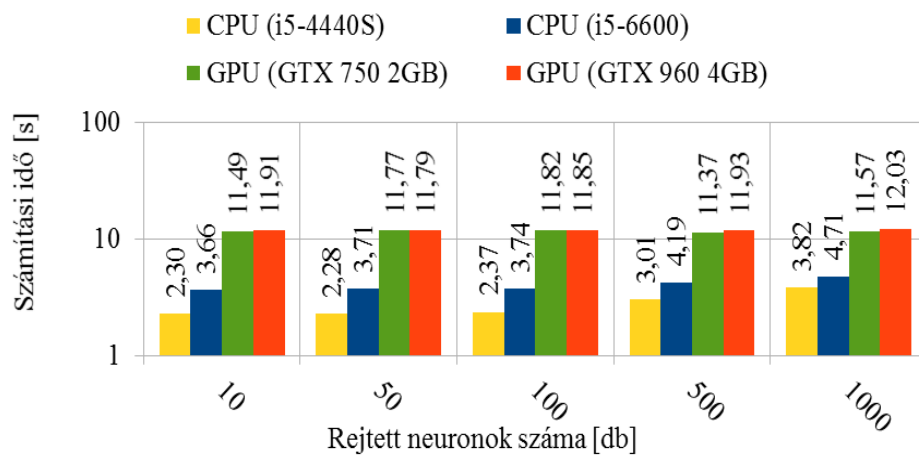 CPU (i5-4440S) CPU (i5-6600)
GPU (GTX 750 2GB) GPU (GTX 960 4GB)
Számítási idő [s]
100
10
1
2,30 3,66 11,49 11,91
2,28 3,71 11,77 11,79
2,37 3,74 11,82 11,85
3,01 4,19 11,37 11,93
3,82 4,71 11,57 12,03
10 50 100 500 1000
Rejtett neuronok száma [db]